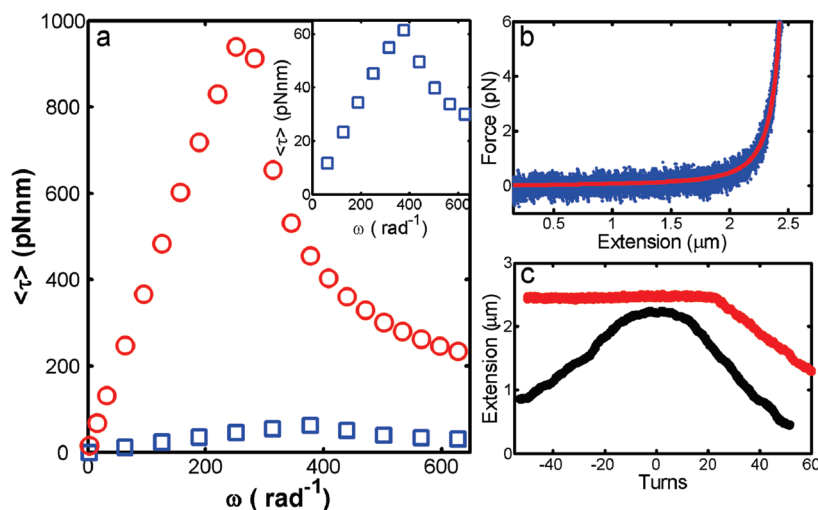 a
1000
800
600
400
200
0
<τ> (pNnm)
0 200 400 600
ω ( rad⁻¹)
60
40
20
0
<τ> (pNnm)
0 200 400 600
ω ( rad⁻¹)
b
6
4
2
0
Force (pN)
0.5 1 1.5 2 2.5
Extension (μm)
c
3
2
1
0
Extension (μm)
-40 -20 0 20 40 60
Turns